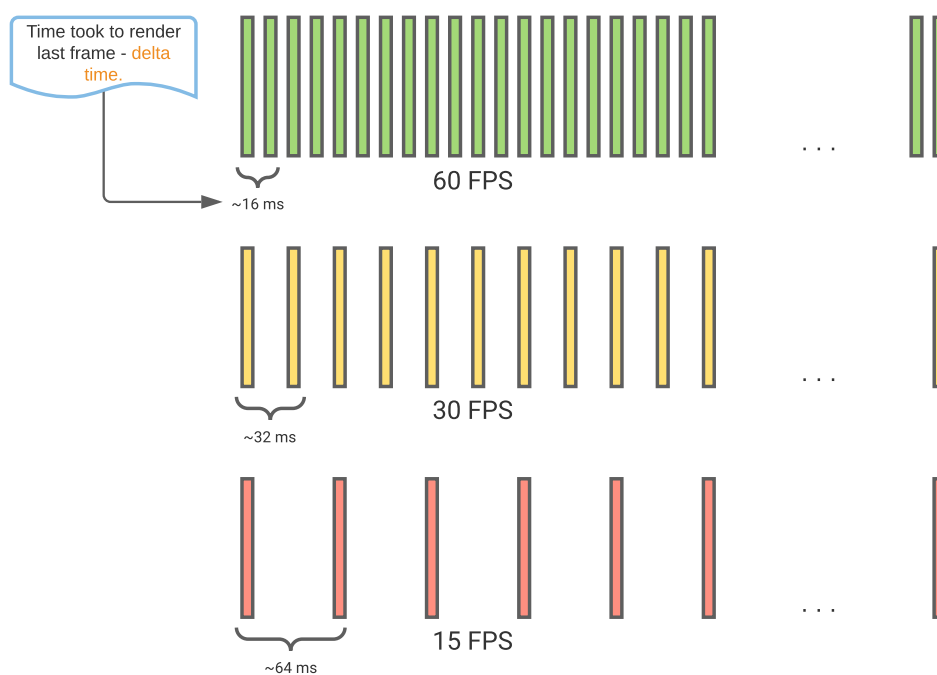 Time took to render
last frame - delta
time.
. . .
60 FPS
~16 ms
. . .
30 FPS
~32 ms
. . .
15 FPS
~64 ms